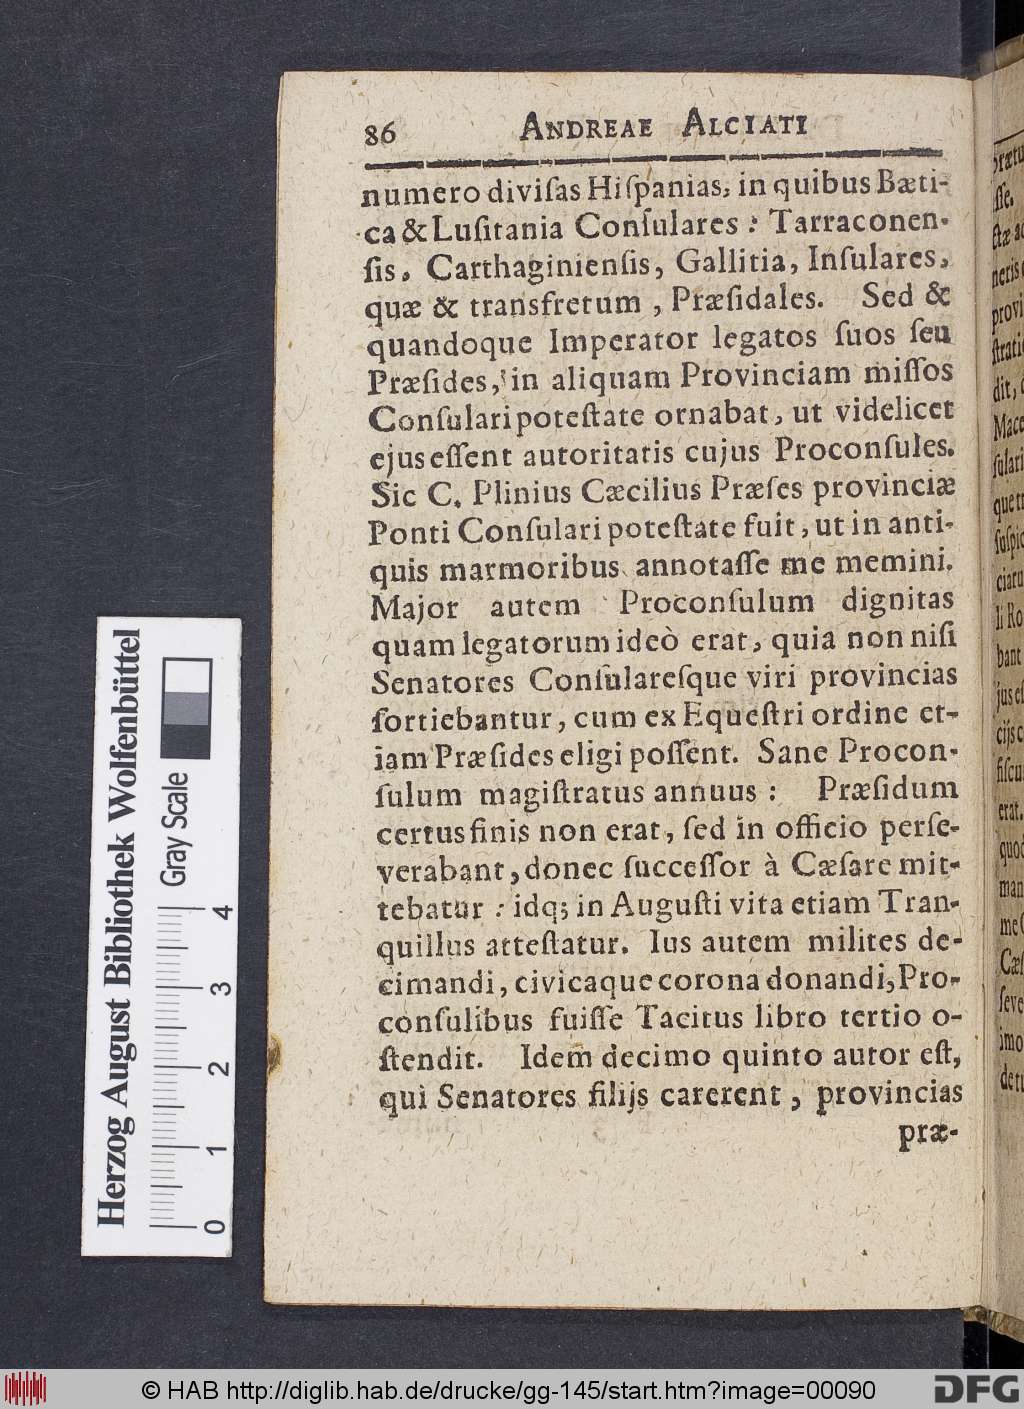 86 ANDREAE ALCIATI
numero diviſas Hiſpanias, in quibus Bæti-
ca & Luſitania Conſulares : Tarraconen-
ſis, Carthaginienſis, Gallitia, Inſulares,
quæ & transfretum , Præſidales. Sed &
quandoque Imperator legatos ſuos ſeu
Præſides, in aliquam Provinciam miſſos
Conſulari poteſtate ornabat, ut videlicet
ejus eſſent autoritatis cujus Proconſules.
Sic C. Plinius Cæcilius Præſes provinciæ
Ponti Conſulari poteſtate fuit, ut in anti-
quis marmoribus annotaſſe me memini.
Major autem Proconſulum dignitas
quam legatorum ideò erat, quia non niſi
Senatores Conſulareſque viri provincias
ſortiebantur, cum ex Equeſtri ordine et-
iam Præſides eligi poſſent. Sane Procon-
ſulum magiſtratus annuus : Præſidum
certus finis non erat, ſed in officio perſe-
verabant, donec ſucceſſor à Cæſare mit-
tebatur : idq; in Auguſti vita etiam Tran-
quillus atteſtatur. Ius autem milites de-
cimandi, civicaque corona donandi, Pro-
conſulibus fuiſſe Tacitus libro tertio o-
ſtendit. Idem decimo quinto autor eſt,
qui Senatores filijs carerent , provincias
præ-
Herzog August Bibliothek Wolfenbüttel
Gray Scale
0 1 2 3 4
© HAB http://diglib.hab.de/drucke/gg-145/start.htm?image=00090
DFG